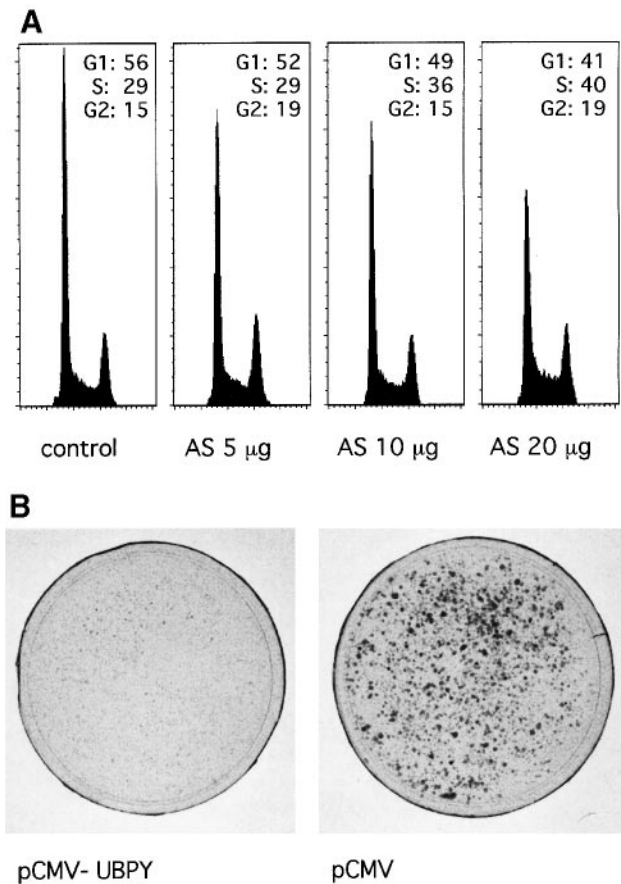 A
G1: 56
S: 29
G2: 15
G1: 52
S: 29
G2: 19
G1: 49
S: 36
G2: 15
G1: 41
S: 40
G2: 19
control
AS 5 µg
AS 10 µg
AS 20 µg
B
pCMV- UBPY
pCMV